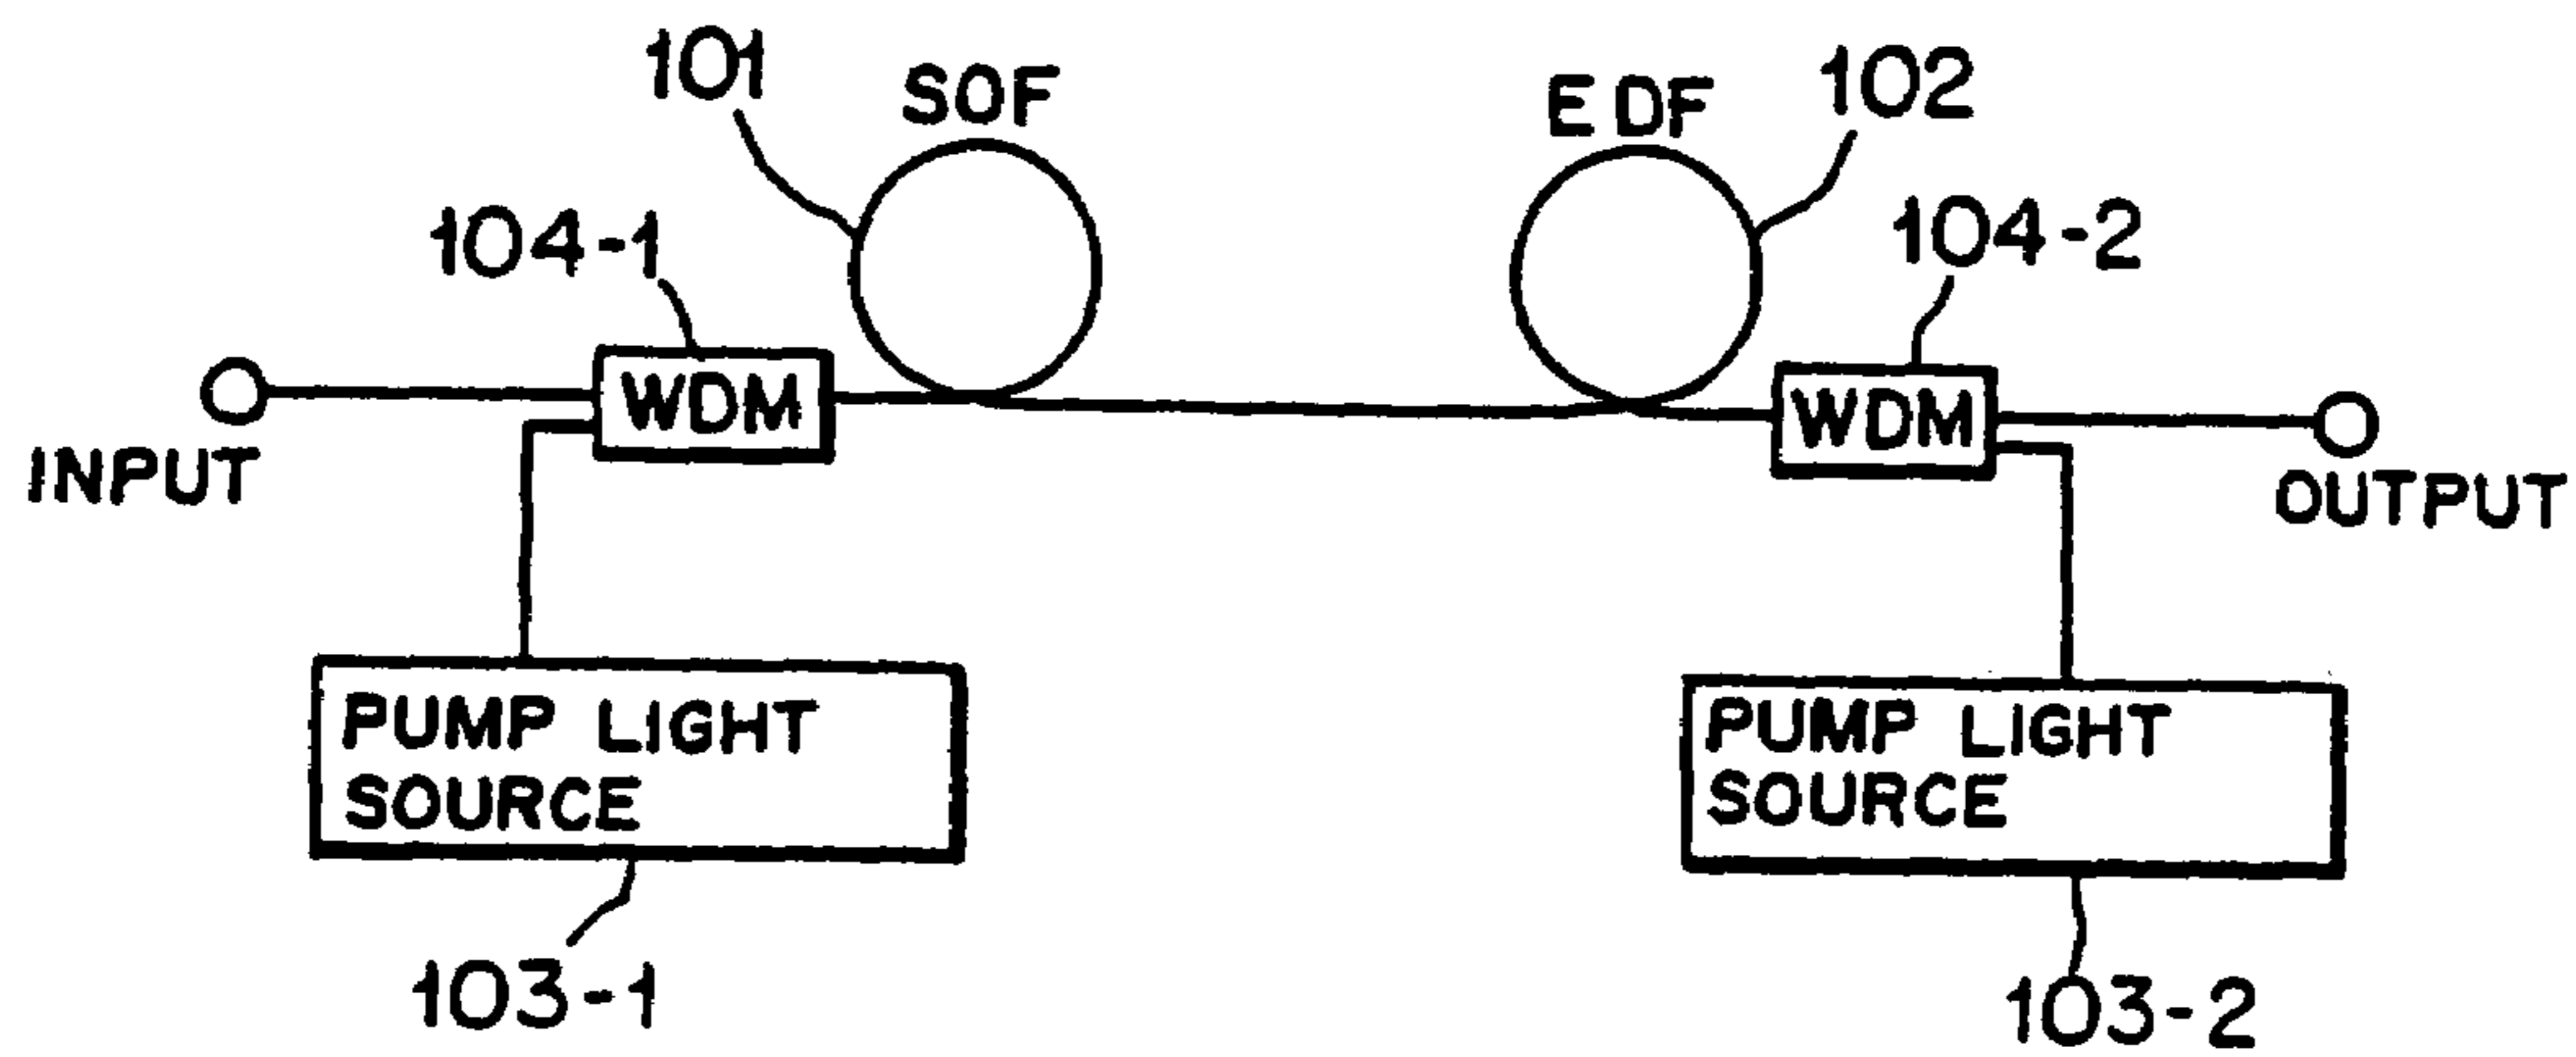 101
SOF
EDF
102
104-1
104-2
WDM
WDM
INPUT
OUTPUT
PUMP LIGHT
SOURCE
PUMP LIGHT
SOURCE
103-1
103-2